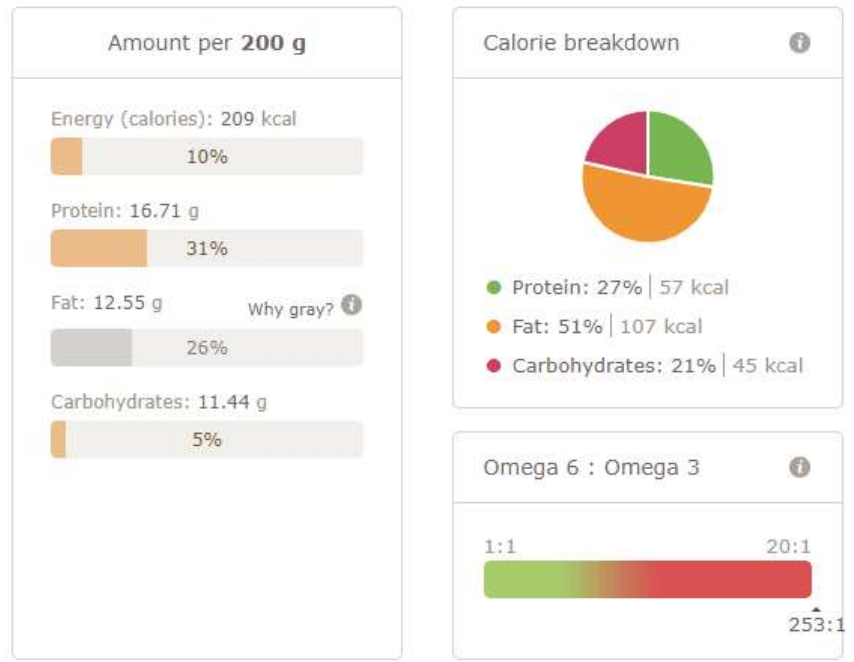 Amount per 200 g
Energy (calories): 209 kcal
10%
Protein: 16.71 g
31%
Fat: 12.55 g
Why gray?
26%
Carbohydrates: 11.44 g
5%
Calorie breakdown
Protein: 27% | 57 kcal
Fat: 51% | 107 kcal
Carbohydrates: 21% | 45 kcal
Omega 6 : Omega 3
1:1 20:1
253:1